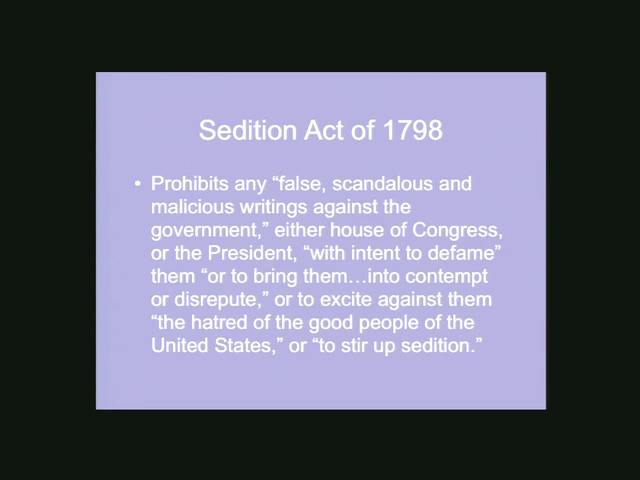 Sedition Act of 1798
• Prohibits any “false, scandalous and
malicious writings against the
government,” either house of Congress,
or the President, “with intent to defame”
them “or to bring them…into contempt
or disrepute,” or to excite against them
“the hatred of the good people of the
United States,” or “to stir up sedition.”